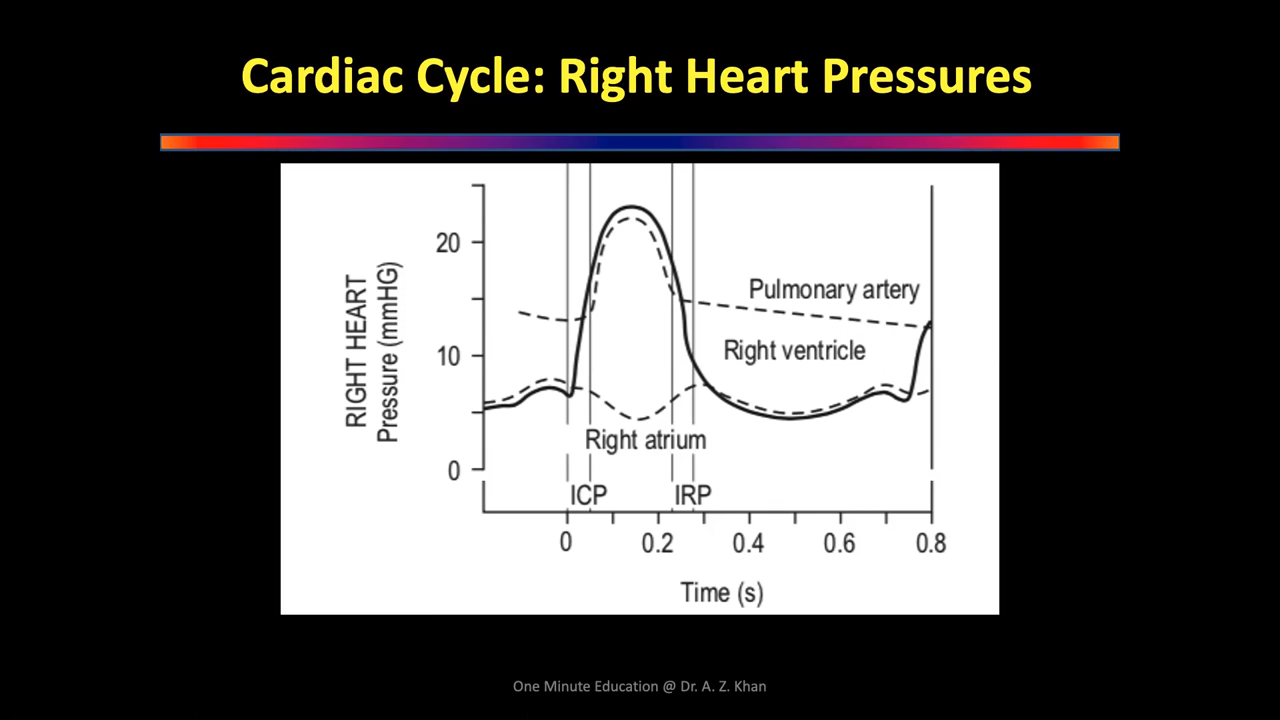 Cardiac Cycle: Right Heart Pressures
RIGHT HEART
Pressure (mmHG)
20
10
0
Pulmonary artery
Right ventricle
Right atrium
ICP
IRP
0
0.2
0.4
0.6
0.8
Time (s)
One Minute Education @ Dr. A. Z. Khan